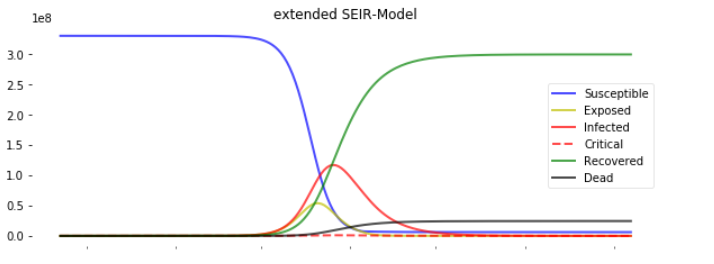 extended SEIR-Model
1e8
3.0
2.5
2.0
1.5
1.0
0.5
0.0
Susceptible
Exposed
Infected
Critical
Recovered
Dead